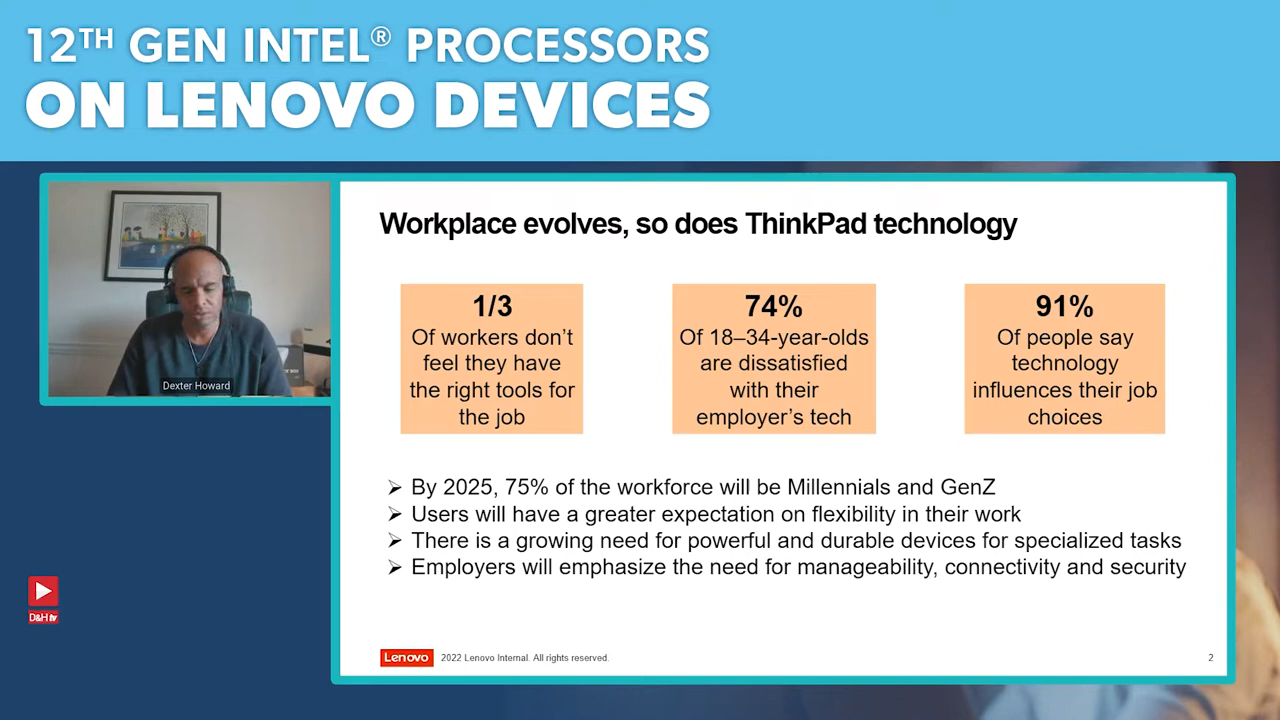 12TH GEN INTEL® PROCESSORS
ON LENOVO DEVICES
Dexter Howard
Workplace evolves, so does ThinkPad technology
1/3
Of workers don’t
feel they have
the right tools for
the job
74%
Of 18–34-year-olds
are dissatisfied
with their
employer’s tech
91%
Of people say
technology
influences their job
choices
➢ By 2025, 75% of the workforce will be Millennials and GenZ
➢ Users will have a greater expectation on flexibility in their work
➢ There is a growing need for powerful and durable devices for specialized tasks
➢ Employers will emphasize the need for manageability, connectivity and security
D&H tv
Lenovo 2022 Lenovo Internal. All rights reserved. 2